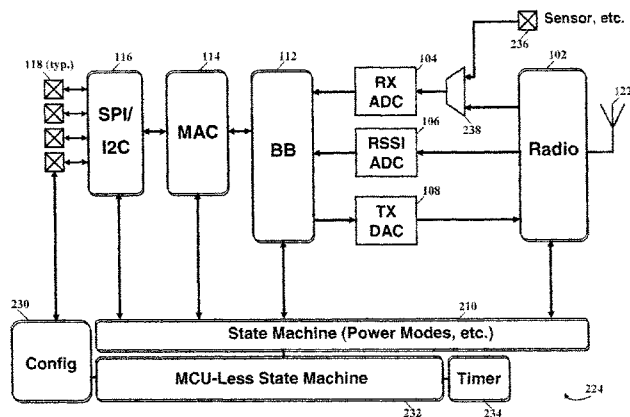 Sensor, etc.
236
118 (typ.)
116
114
112
104
102
122
SPI/
I2C
MAC
BB
RX
ADC
238
Radio
106
RSSI
ADC
108
TX
DAC
230
210
Config
State Machine (Power Modes, etc.)
MCU-Less State Machine
Timer
232
234
224